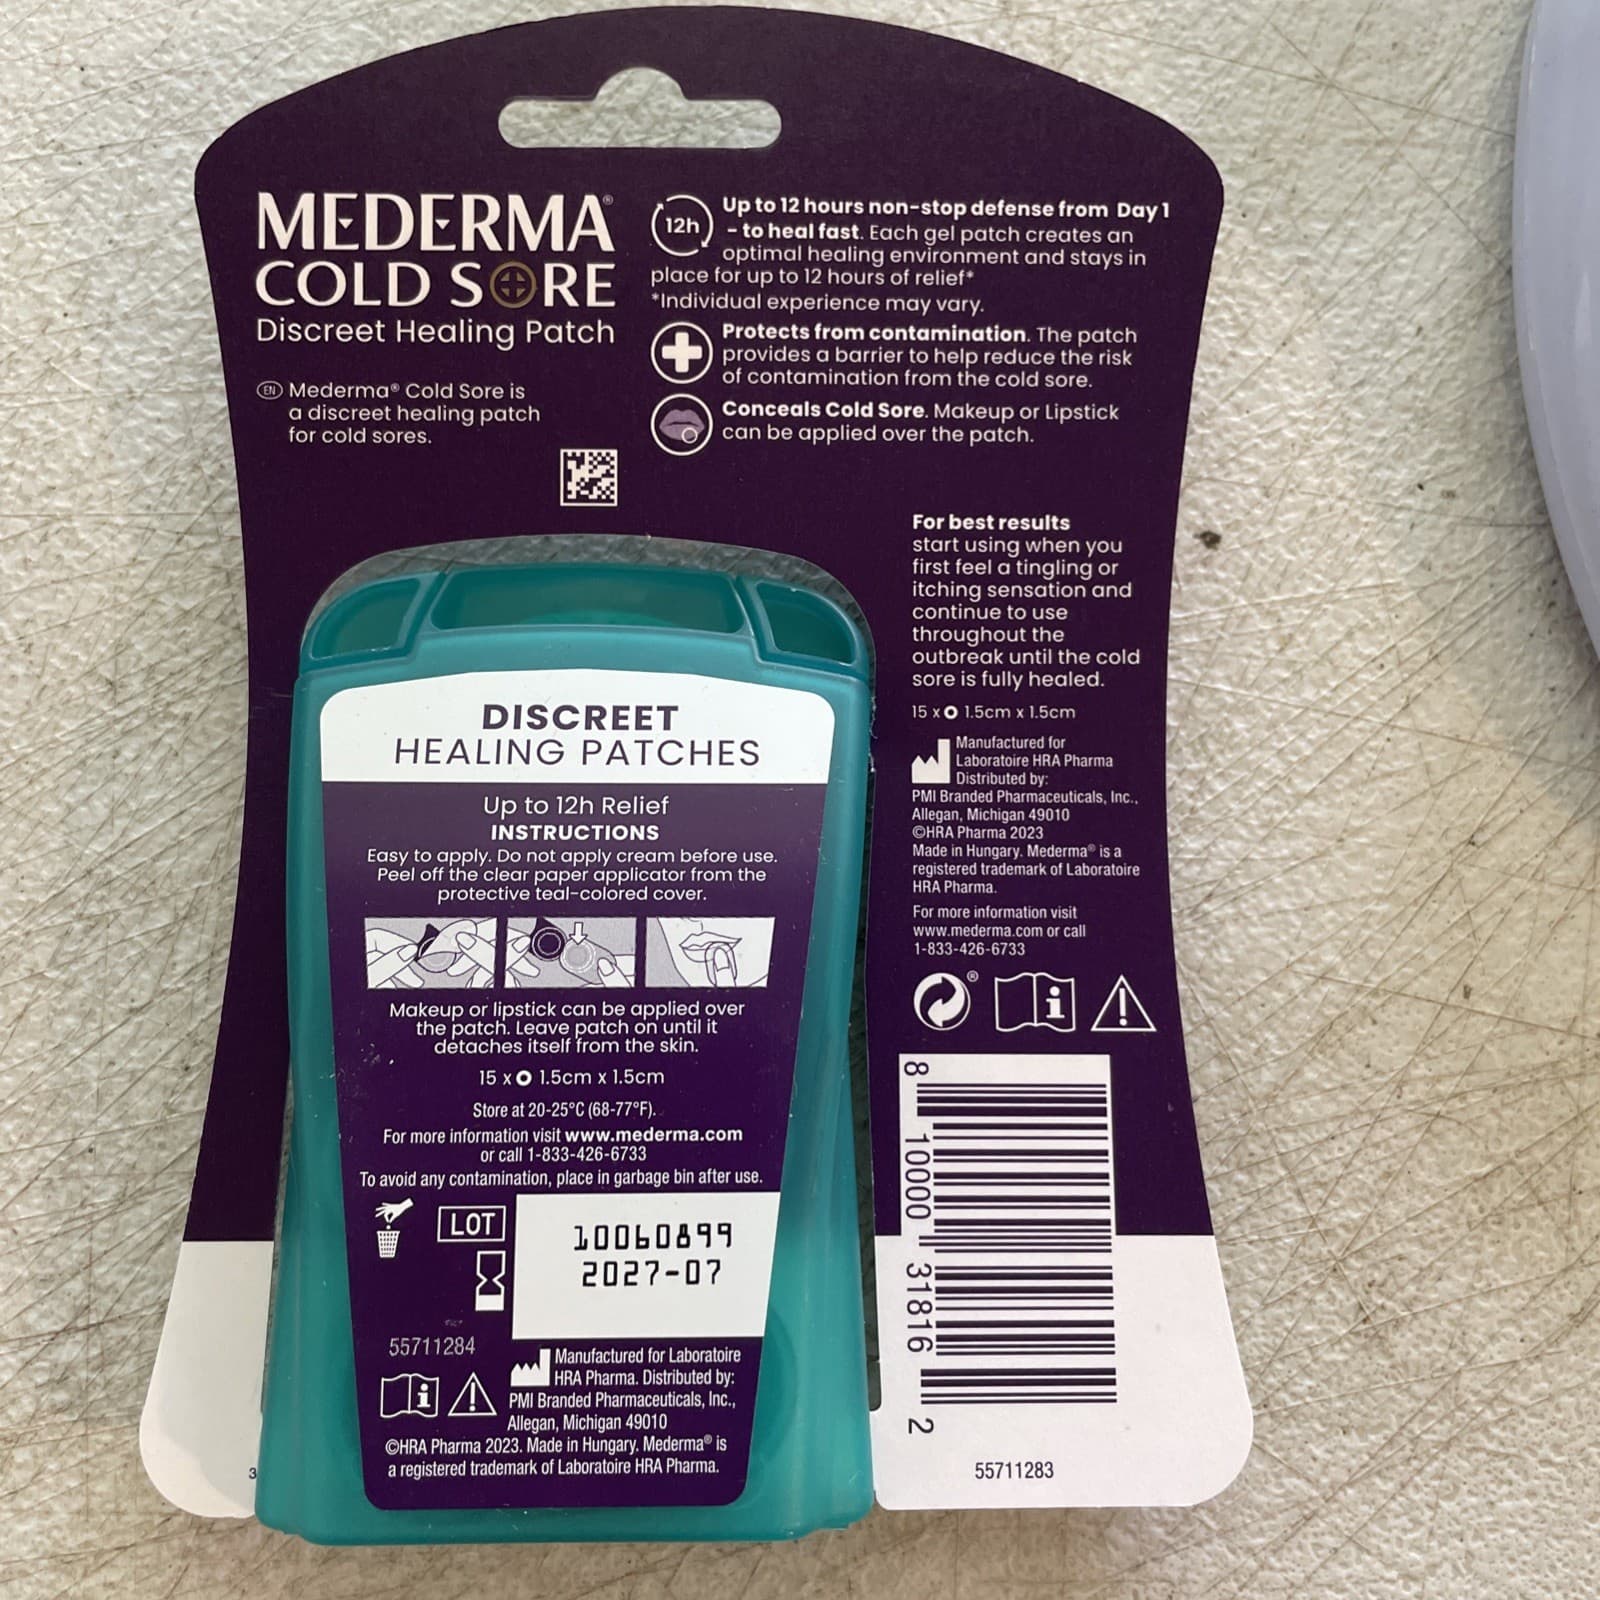 MEDERMA®
COLD SORE
Discreet Healing Patch
EN Mederma® Cold Sore is
a discreet healing patch
for cold sores.
12h
Up to 12 hours non-stop defense from Day 1
- to heal fast. Each gel patch creates an
optimal healing environment and stays in
place for up to 12 hours of relief*
*Individual experience may vary.
Protects from contamination. The patch
provides a barrier to help reduce the risk
of contamination from the cold sore.
Conceals Cold Sore. Makeup or Lipstick
can be applied over the patch.
For best results
start using when you
first feel a tingling or
itching sensation and
continue to use
throughout the
outbreak until the cold
sore is fully healed.
15 x 1.5cm x 1.5cm
Manufactured for
Laboratoire HRA Pharma
Distributed by:
PMI Branded Pharmaceuticals, Inc.,
Allegan, Michigan 49010
©HRA Pharma 2023
Made in Hungary. Mederma® is a
registered trademark of Laboratoire
HRA Pharma.
For more information visit
www.mederma.com or call
1-833-426-6733
®
8 10000 31816 2
55711283
DISCREET
HEALING PATCHES
Up to 12h Relief
INSTRUCTIONS
Easy to apply. Do not apply cream before use.
Peel off the clear paper applicator from the
protective teal-colored cover.
Makeup or lipstick can be applied over
the patch. Leave patch on until it
detaches itself from the skin.
15 x 1.5cm x 1.5cm
Store at 20-25°C (68-77°F).
For more information visit www.mederma.com
or call 1-833-426-6733
To avoid any contamination, place in garbage bin after use.
LOT
10060899
2027-07
55711284
Manufactured for Laboratoire
HRA Pharma. Distributed by:
PMI Branded Pharmaceuticals, Inc.,
Allegan, Michigan 49010
©HRA Pharma 2023. Made in Hungary. Mederma® is
a registered trademark of Laboratoire HRA Pharma.
3